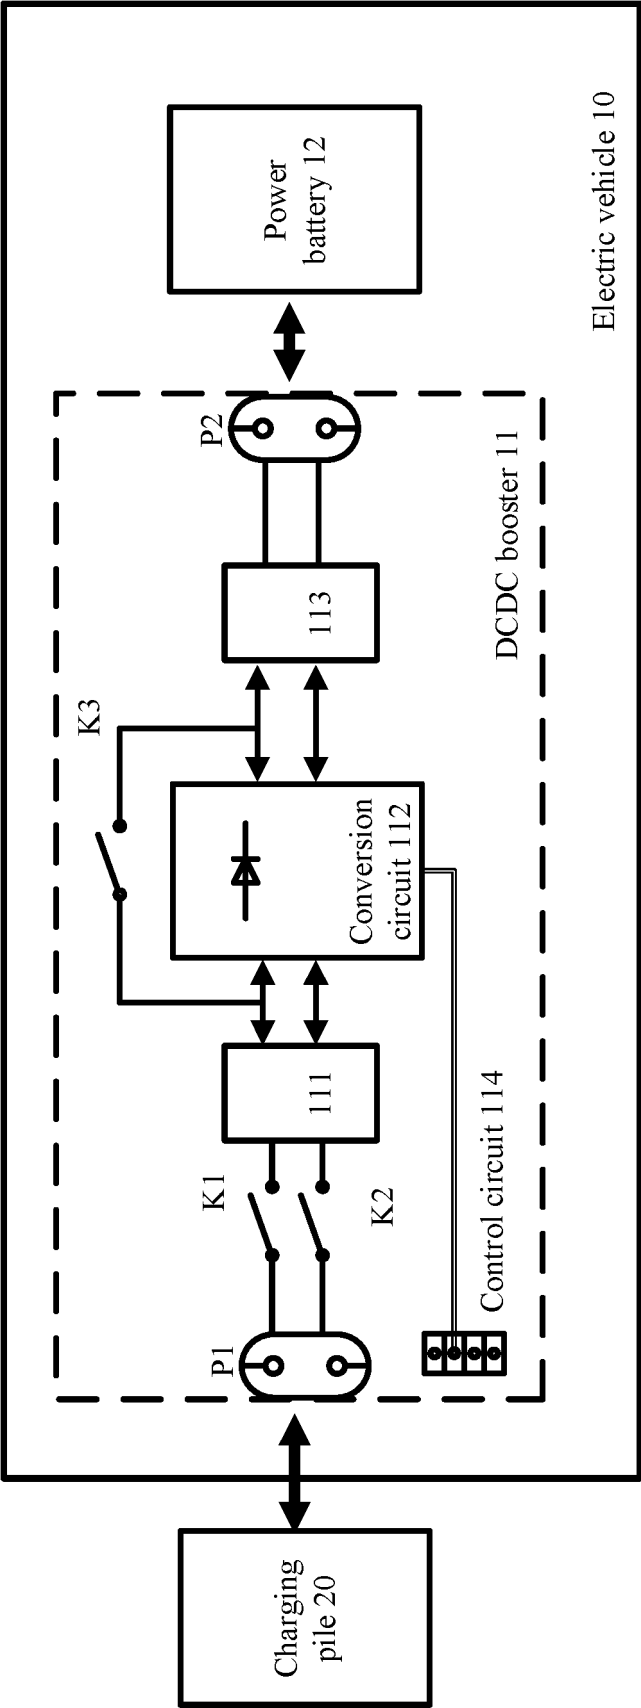 Charging
pile 20
P1
K1
K2
111
Control circuit 114
K3
Conversion
circuit 112
113
P2
DCDC booster 11
Power
battery 12
Electric vehicle 10